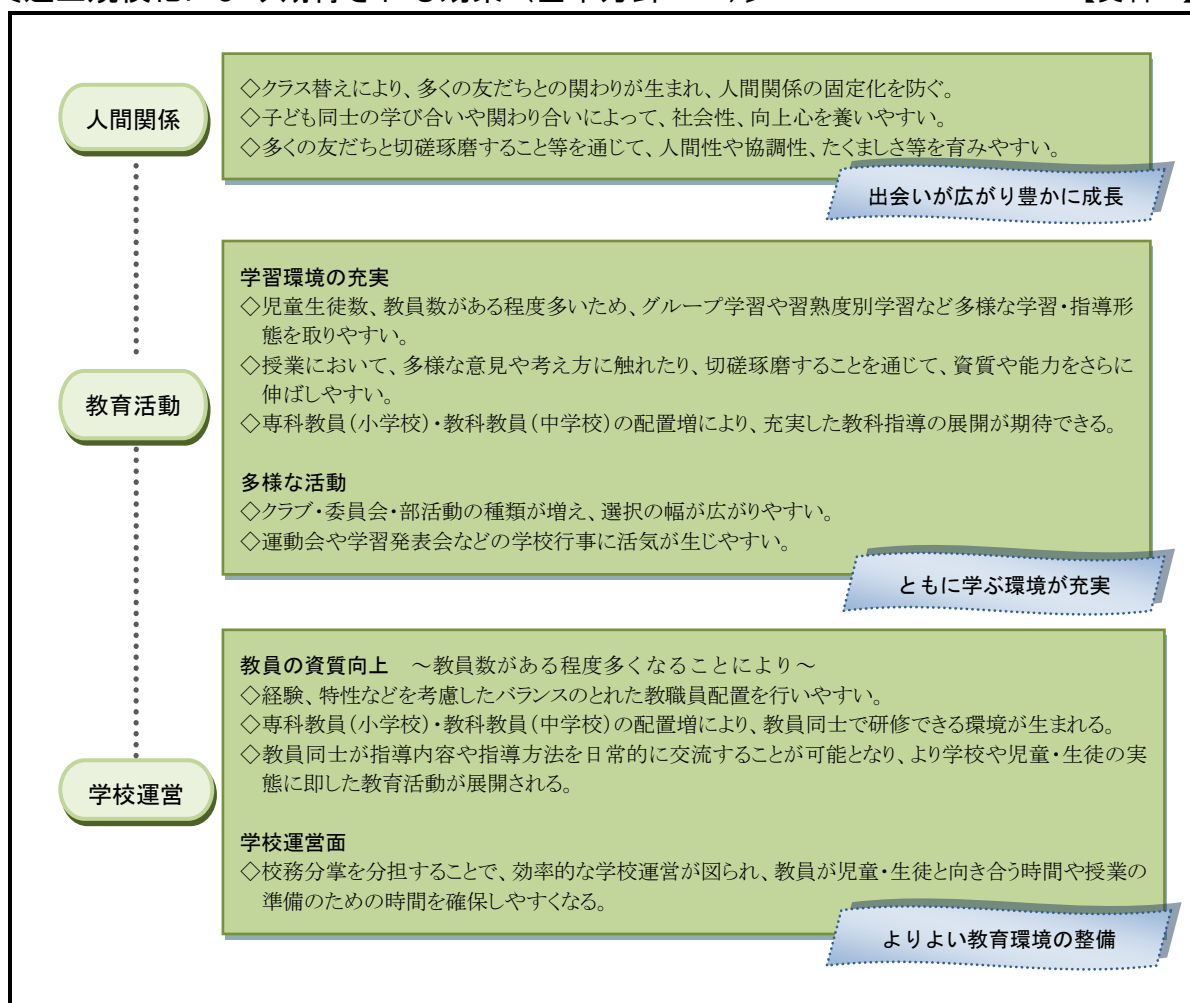 人間関係
◇クラス替えにより、多くの友だちとの関わりが生まれ、人間関係の固定化を防ぐ。
◇子ども同士の学び合いや関わり合いによって、社会性、向上心を養いやすい。
◇多くの友だちと切磋琢磨すること等を通じて、人間性や協調性、たくましさ等を育みやすい。
出会いが広がり豊かに成長
教育活動
学習環境の充実
◇児童生徒数、教員数がある程度多いため、グループ学習や習熟度別学習など多様な学習・指導形
態を取りやすい。
◇授業において、多様な意見や考え方に触れたり、切磋琢磨することを通じて、資質や能力をさらに
伸ばしやすい。
◇専科教員(小学校)・教科教員(中学校)の配置増により、充実した教科指導の展開が期待できる。
多様な活動
◇クラブ・委員会・部活動の種類が増え、選択の幅が広がりやすい。
◇運動会や学習発表会などの学校行事に活気が生じやすい。
ともに学ぶ環境が充実
学校運営
教員の資質向上 ～教員数がある程度多くなることにより～
◇経験、特性などを考慮したバランスのとれた教職員配置を行いやすい。
◇専科教員(小学校)・教科教員(中学校)の配置増により、教員同士で研修できる環境が生まれる。
◇教員同士が指導内容や指導方法を日常的に交流することが可能となり、より学校や児童・生徒の実
態に即した教育活動が展開される。
学校運営面
◇校務分掌を分担することで、効率的な学校運営が図られ、教員が児童・生徒と向き合う時間や授業の
準備のための時間を確保しやすくなる。
よりよい教育環境の整備